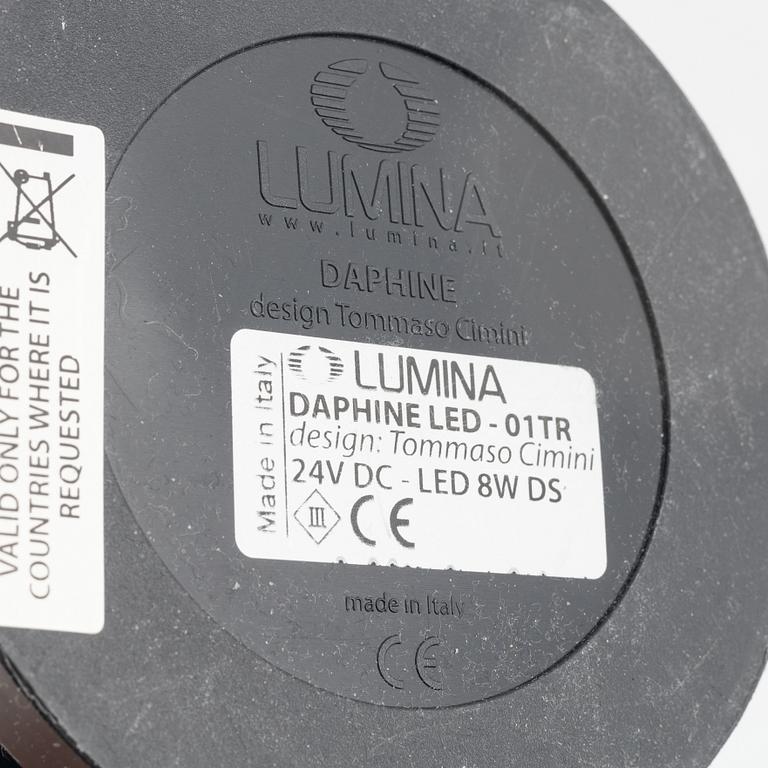 LUMINA
www.lumina.it
DAPHINE
design Tommaso Cimini
Made in Italy
LUMINA
DAPHINE LED - 01TR
design: Tommaso Cimini
24V DC - LED 8W DS
III CE
made in Italy
CE
VALID ONLY FOR THE
COUNTRIES WHERE IT IS
REQUESTED